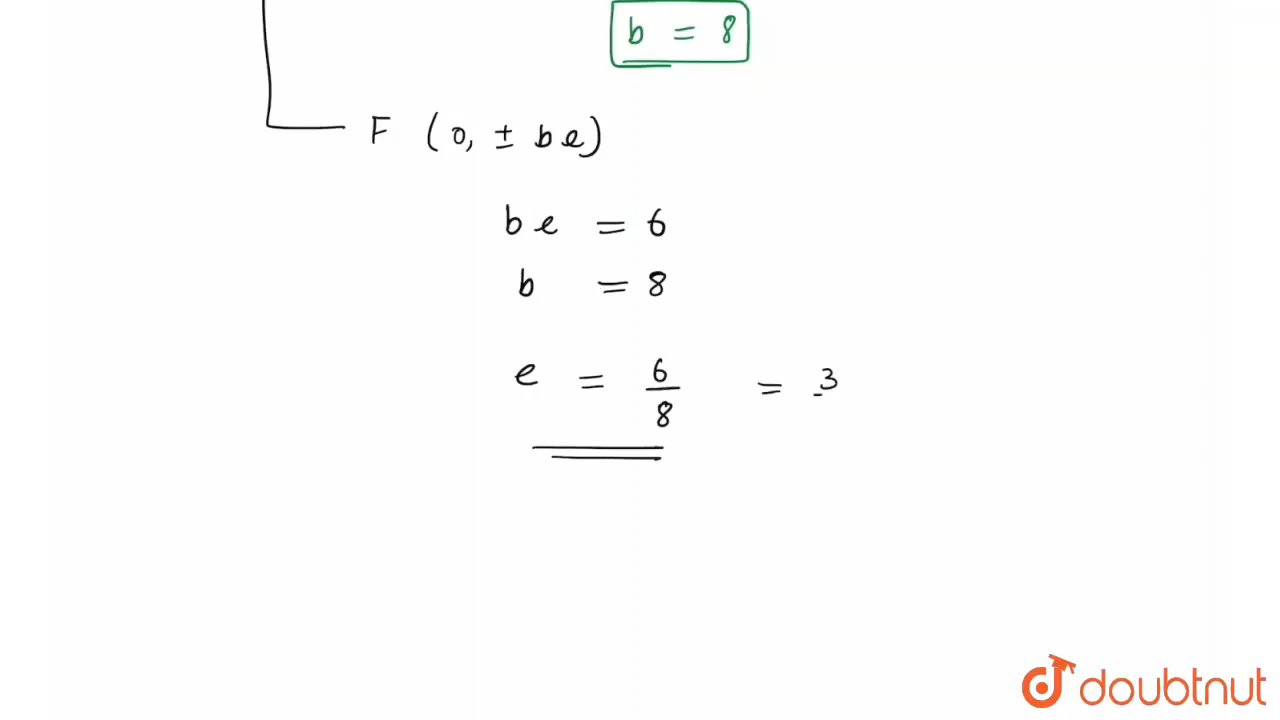 b = 8
F (0, ± be)
be = 6
b = 8
e = 6/8 = 3
doubtnut